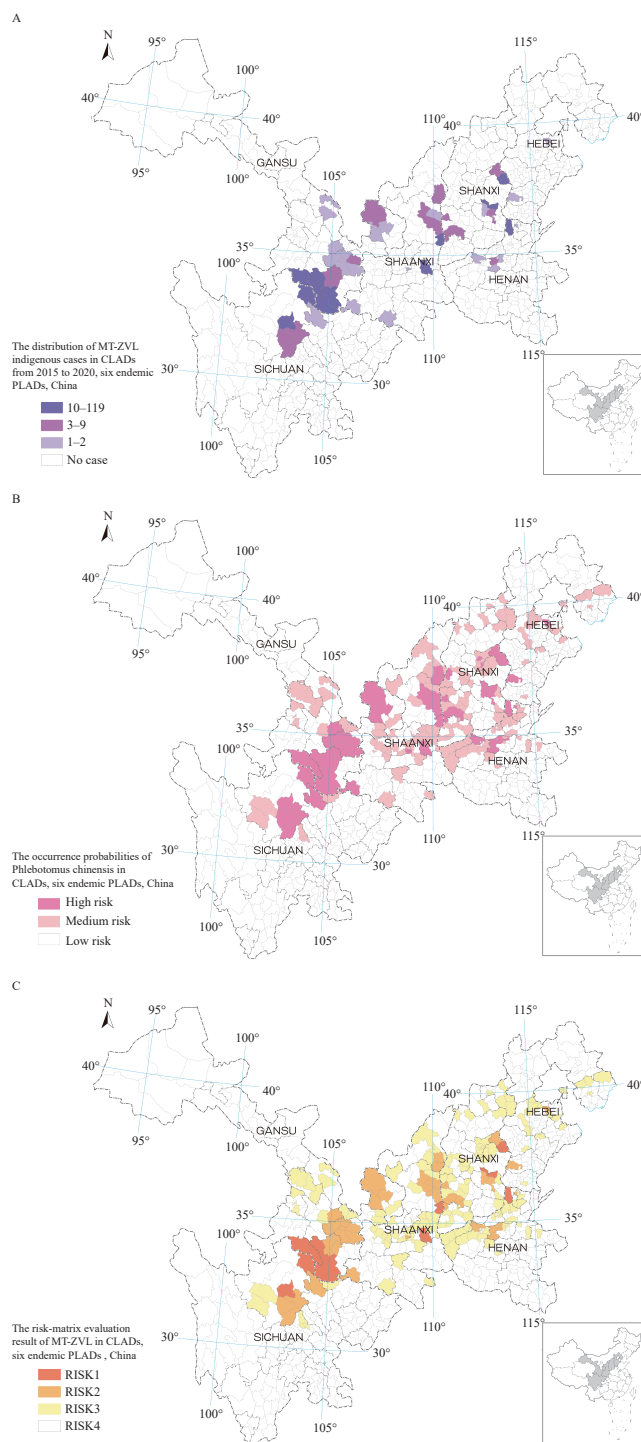 A
N
95°
100°
115°
110°
40°
40°
40°
40°
HEBEI
95°
GANSU
105°
100°
SHANXI
35°
100°
35°
SHAANXI
HENAN
110°
The distribution of MT-ZVL
indigenous cases in CLADs
from 2015 to 2020, six endemic
PLADs, China
30°
SICHUAN
30°
115°
100°
105°
10–119
3–9
1–2
No case
B
N
95°
100°
115°
110°
40°
40°
40°
40°
HEBEI
95°
GANSU
105°
100°
SHANXI
35°
100°
35°
SHAANXI
HENAN
110°
115°
30°
SICHUAN
30°
The occurrence probabilities of
Phlebotomus chinensis in
CLADs, six endemic PLADs, China
100°
105°
High risk
Medium risk
Low risk
C
N
95°
100°
115°
110°
40°
40°
40°
40°
HEBEI
95°
GANSU
105°
100°
SHANXI
35°
100°
35°
SHAANXI
HENAN
110°
115°
30°
SICHUAN
30°
The risk-matrix evaluation
result of MT-ZVL in CLADs,
six endemic PLADs , China
100°
105°
RISK1
RISK2
RISK3
RISK4